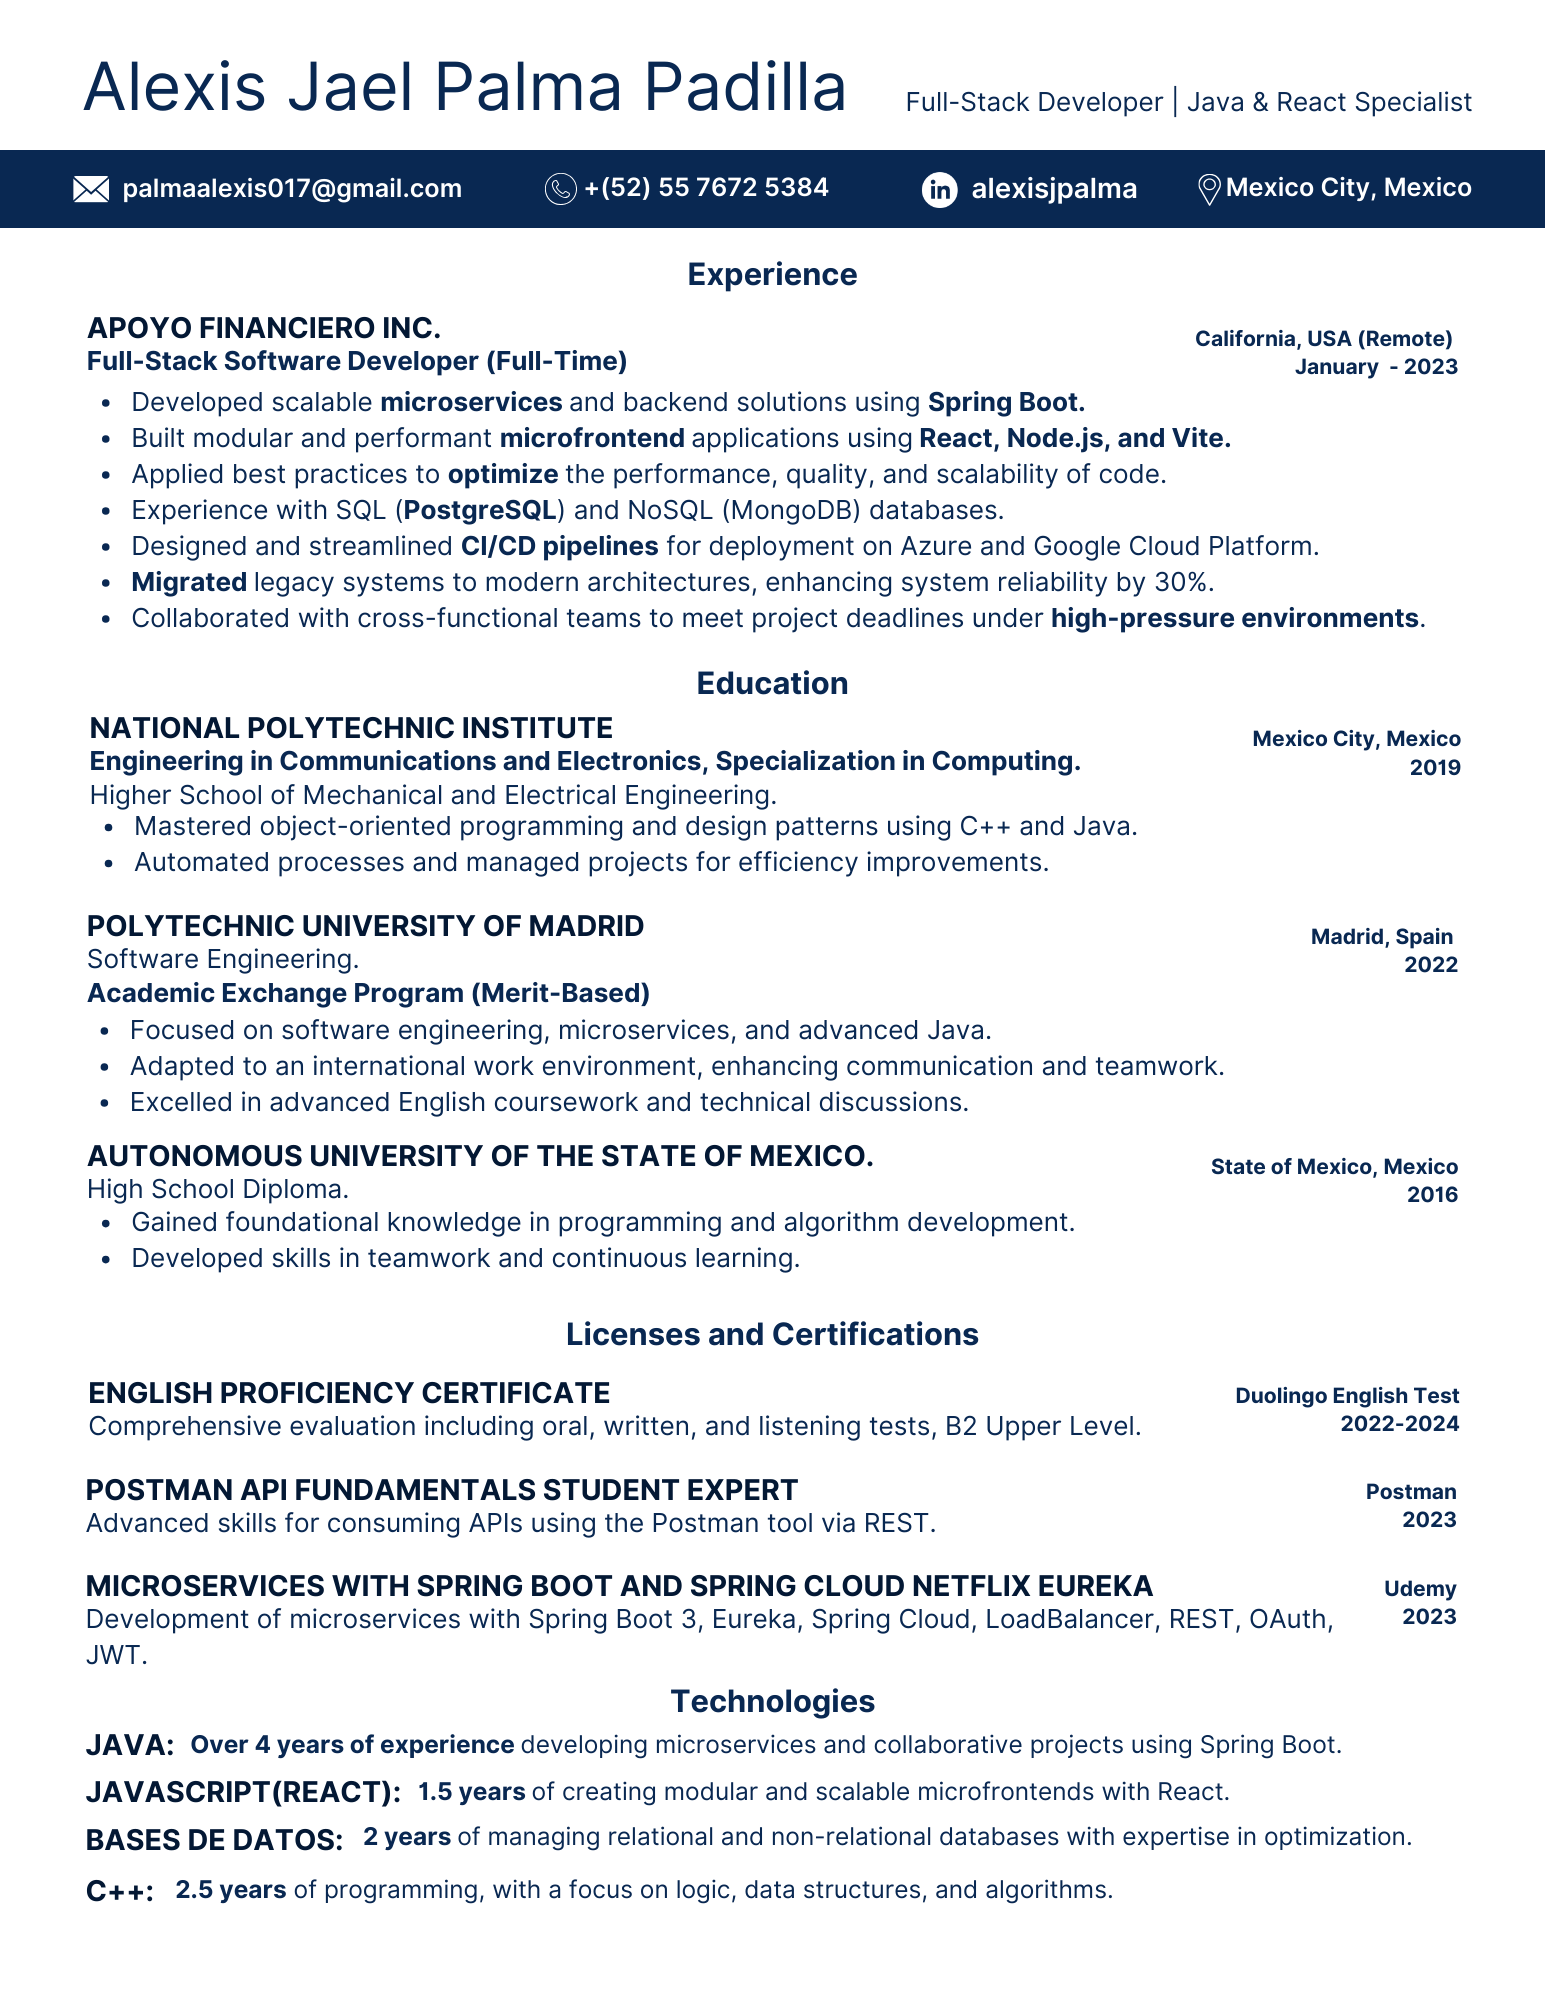 Alexis Jael Palma Padilla
Full-Stack Developer | Java & React Specialist
palmaalexis017@gmail.com
+(52) 55 7672 5384
alexisjpalma
Mexico City, Mexico
Experience
APOYO FINANCIERO INC.
California, USA (Remote)
Full-Stack Software Developer (Full-Time)
January - 2023
• Developed scalable microservices and backend solutions using Spring Boot.
• Built modular and performant microfrontend applications using React, Node.js, and Vite.
• Applied best practices to optimize the performance, quality, and scalability of code.
• Experience with SQL (PostgreSQL) and NoSQL (MongoDB) databases.
• Designed and streamlined CI/CD pipelines for deployment on Azure and Google Cloud Platform.
• Migrated legacy systems to modern architectures, enhancing system reliability by 30%.
• Collaborated with cross-functional teams to meet project deadlines under high-pressure environments.
Education
NATIONAL POLYTECHNIC INSTITUTE
Mexico City, Mexico
Engineering in Communications and Electronics, Specialization in Computing.
2019
Higher School of Mechanical and Electrical Engineering.
• Mastered object-oriented programming and design patterns using C++ and Java.
• Automated processes and managed projects for efficiency improvements.
POLYTECHNIC UNIVERSITY OF MADRID
Madrid, Spain
Software Engineering.
2022
Academic Exchange Program (Merit-Based)
• Focused on software engineering, microservices, and advanced Java.
• Adapted to an international work environment, enhancing communication and teamwork.
• Excelled in advanced English coursework and technical discussions.
AUTONOMOUS UNIVERSITY OF THE STATE OF MEXICO.
State of Mexico, Mexico
High School Diploma.
2016
• Gained foundational knowledge in programming and algorithm development.
• Developed skills in teamwork and continuous learning.
Licenses and Certifications
ENGLISH PROFICIENCY CERTIFICATE
Duolingo English Test
Comprehensive evaluation including oral, written, and listening tests, B2 Upper Level.
2022-2024
POSTMAN API FUNDAMENTALS STUDENT EXPERT
Postman
Advanced skills for consuming APIs using the Postman tool via REST.
2023
MICROSERVICES WITH SPRING BOOT AND SPRING CLOUD NETFLIX EUREKA
Udemy
Development of microservices with Spring Boot 3, Eureka, Spring Cloud, LoadBalancer, REST, OAuth,
2023
JWT.
Technologies
JAVA: Over 4 years of experience developing microservices and collaborative projects using Spring Boot.
JAVASCRIPT(REACT): 1.5 years of creating modular and scalable microfrontends with React.
BASES DE DATOS: 2 years of managing relational and non-relational databases with expertise in optimization.
C++: 2.5 years of programming, with a focus on logic, data structures, and algorithms.